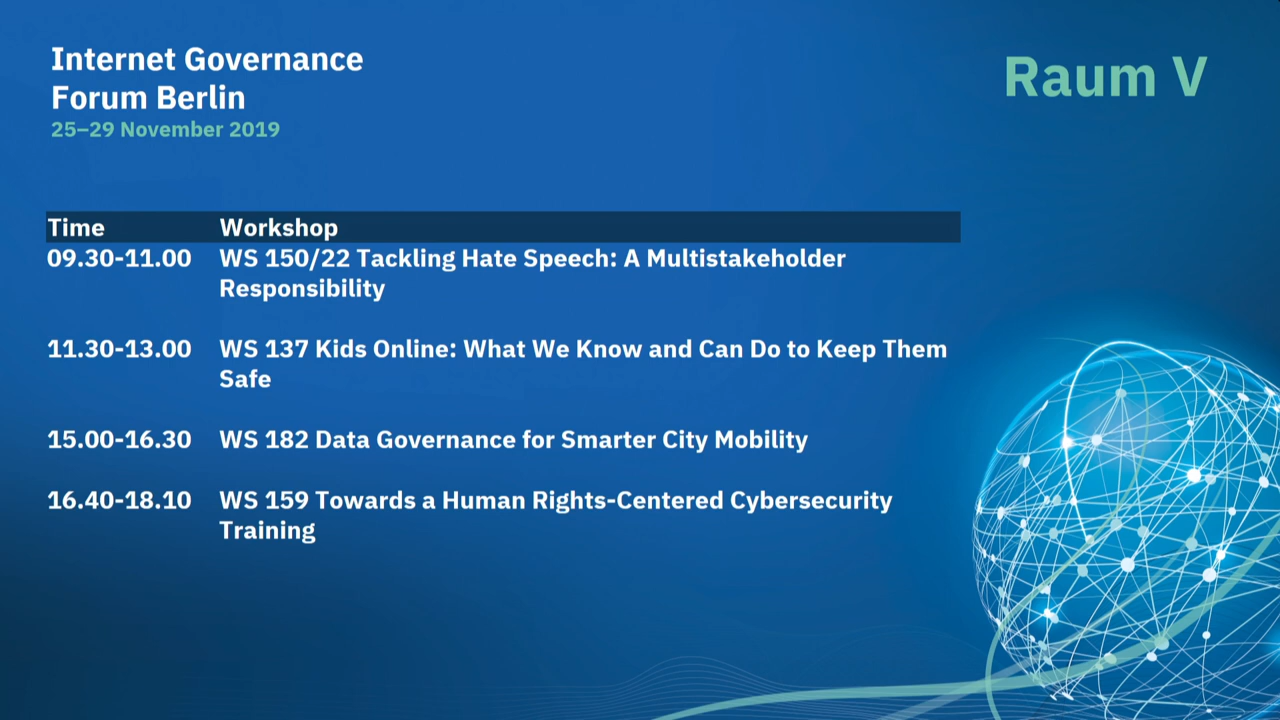 Internet Governance
Forum Berlin
25–29 November 2019
Raum V
Time Workshop
09.30-11.00 WS 150/22 Tackling Hate Speech: A Multistakeholder
Responsibility
11.30-13.00 WS 137 Kids Online: What We Know and Can Do to Keep Them
Safe
15.00-16.30 WS 182 Data Governance for Smarter City Mobility
16.40-18.10 WS 159 Towards a Human Rights-Centered Cybersecurity
Training